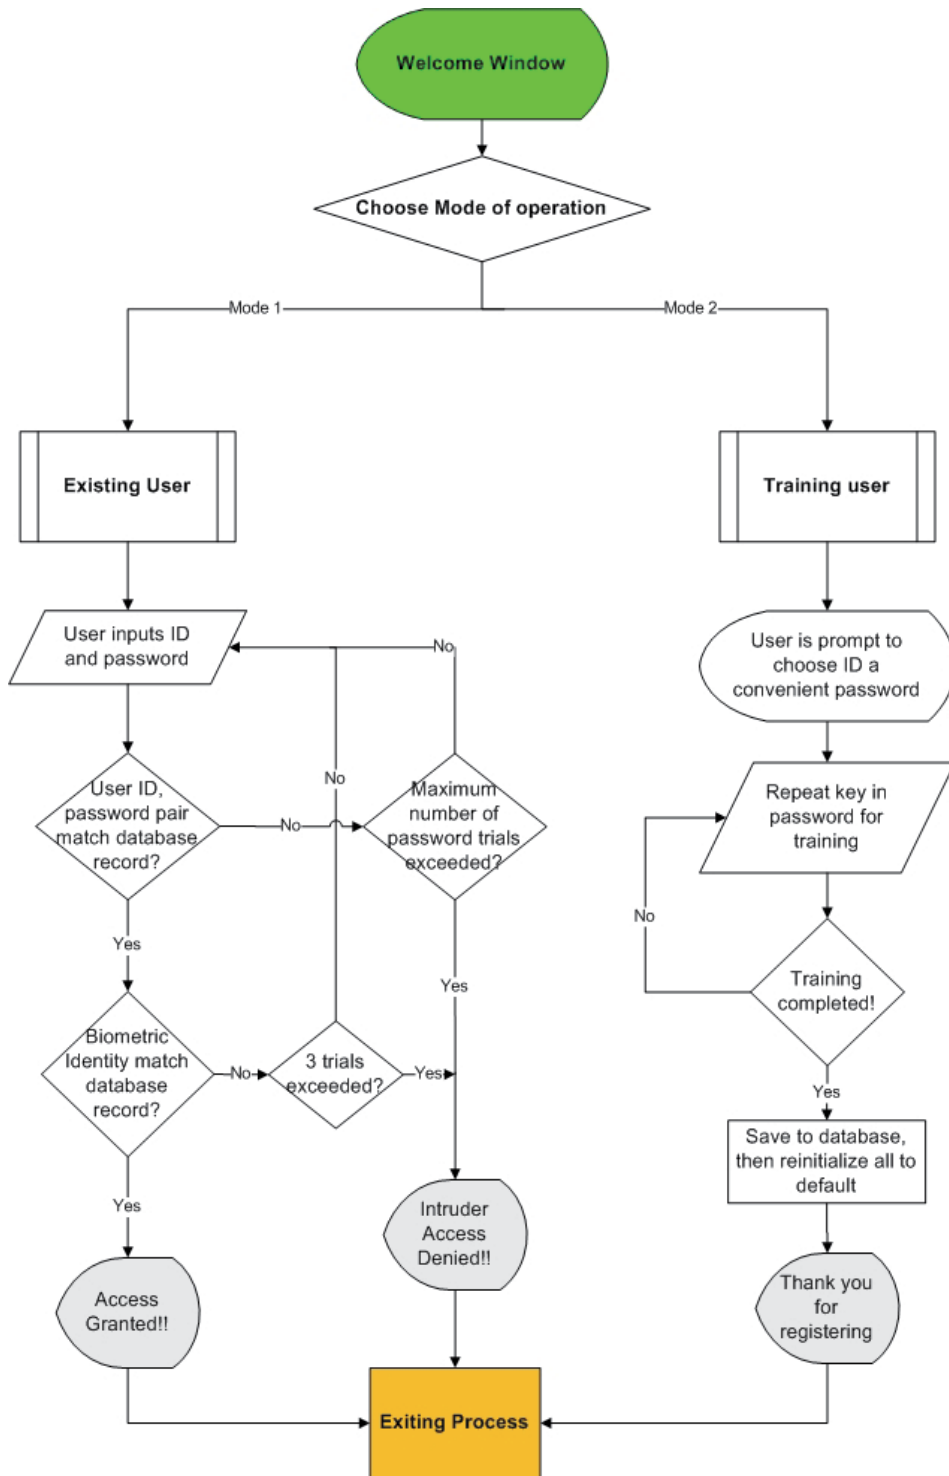 Welcome Window
Choose Mode of operation
Mode 1
Mode 2
Existing User
Training user
User inputs ID
and password
No
User is prompt to
choose ID a
convenient password
No
User ID,
password pair
match database
record?
No
Maximum
number of
password trials
exceeded?
Repeat key in
password for
training
No
Yes
Yes
Training
completed!
Biometric
Identity match
database
record?
No
3 trials
exceeded?
Yes
Yes
Save to database,
then reinitialize all to
default
Yes
Intruder
Access
Denied!!
Access
Granted!!
Thank you
for
registering
Exiting Process